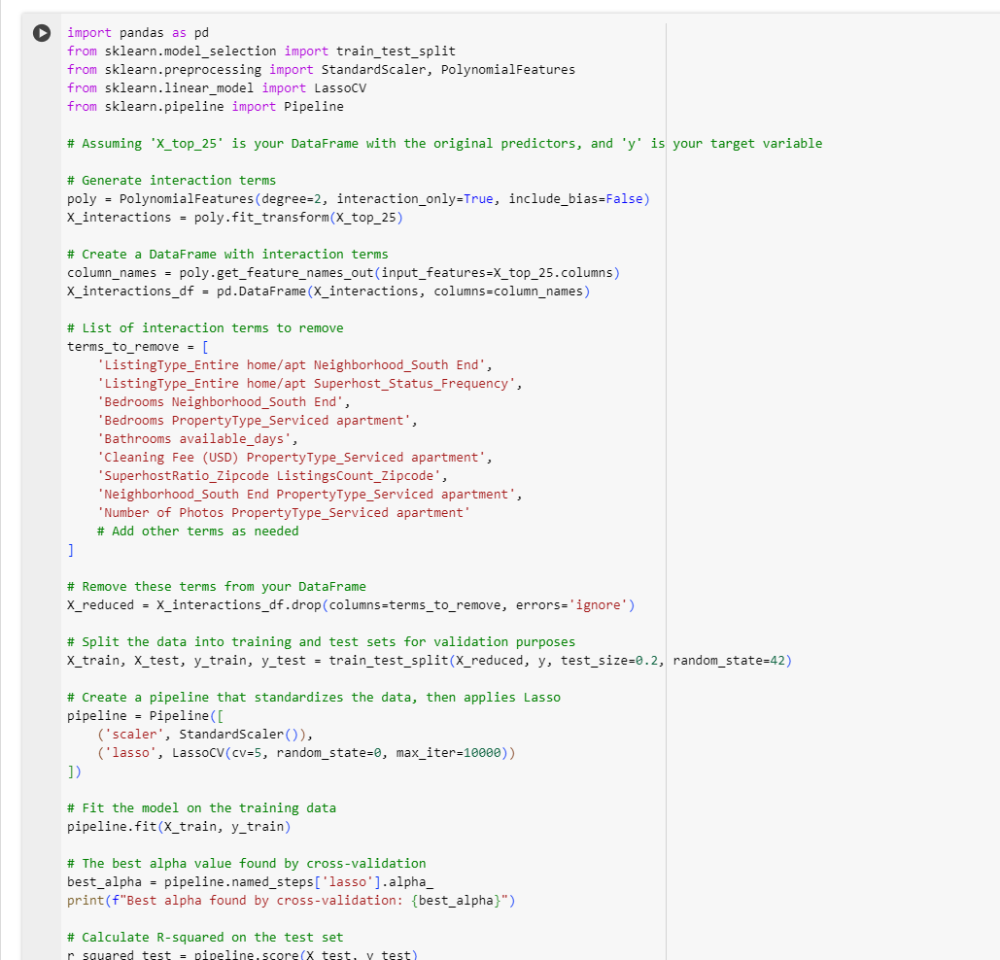 import pandas as pd
from sklearn.model_selection import train_test_split
from sklearn.preprocessing import StandardScaler, PolynomialFeatures
from sklearn.linear_model import LassoCV
from sklearn.pipeline import Pipeline

# Assuming 'X_top_25' is your DataFrame with the original predictors, and 'y' is your target variable

# Generate interaction terms
poly = PolynomialFeatures(degree=2, interaction_only=True, include_bias=False)
X_interactions = poly.fit_transform(X_top_25)

# Create a DataFrame with interaction terms
column_names = poly.get_feature_names_out(input_features=X_top_25.columns)
X_interactions_df = pd.DataFrame(X_interactions, columns=column_names)

# List of interaction terms to remove
terms_to_remove = [
    'ListingType_Entire home/apt Neighborhood_South End',
    'ListingType_Entire home/apt Superhost_Status_Frequency',
    'Bedrooms Neighborhood_South End',
    'Bedrooms PropertyType_Serviced apartment',
    'Bathrooms available_days',
    'Cleaning Fee (USD) PropertyType_Serviced apartment',
    'SuperhostRatio_Zipcode ListingsCount_Zipcode',
    'Neighborhood_South End PropertyType_Serviced apartment',
    'Number of Photos PropertyType_Serviced apartment'
    # Add other terms as needed
]

# Remove these terms from your DataFrame
X_reduced = X_interactions_df.drop(columns=terms_to_remove, errors='ignore')

# Split the data into training and test sets for validation purposes
X_train, X_test, y_train, y_test = train_test_split(X_reduced, y, test_size=0.2, random_state=42)

# Create a pipeline that standardizes the data, then applies Lasso
pipeline = Pipeline([
    ('scaler', StandardScaler()),
    ('lasso', LassoCV(cv=5, random_state=0, max_iter=10000))
])

# Fit the model on the training data
pipeline.fit(X_train, y_train)

# The best alpha value found by cross-validation
best_alpha = pipeline.named_steps['lasso'].alpha_
print(f"Best alpha found by cross-validation: {best_alpha}")

# Calculate R-squared on the test set
r_squared_test = pipeline.score(X_test, y_test)